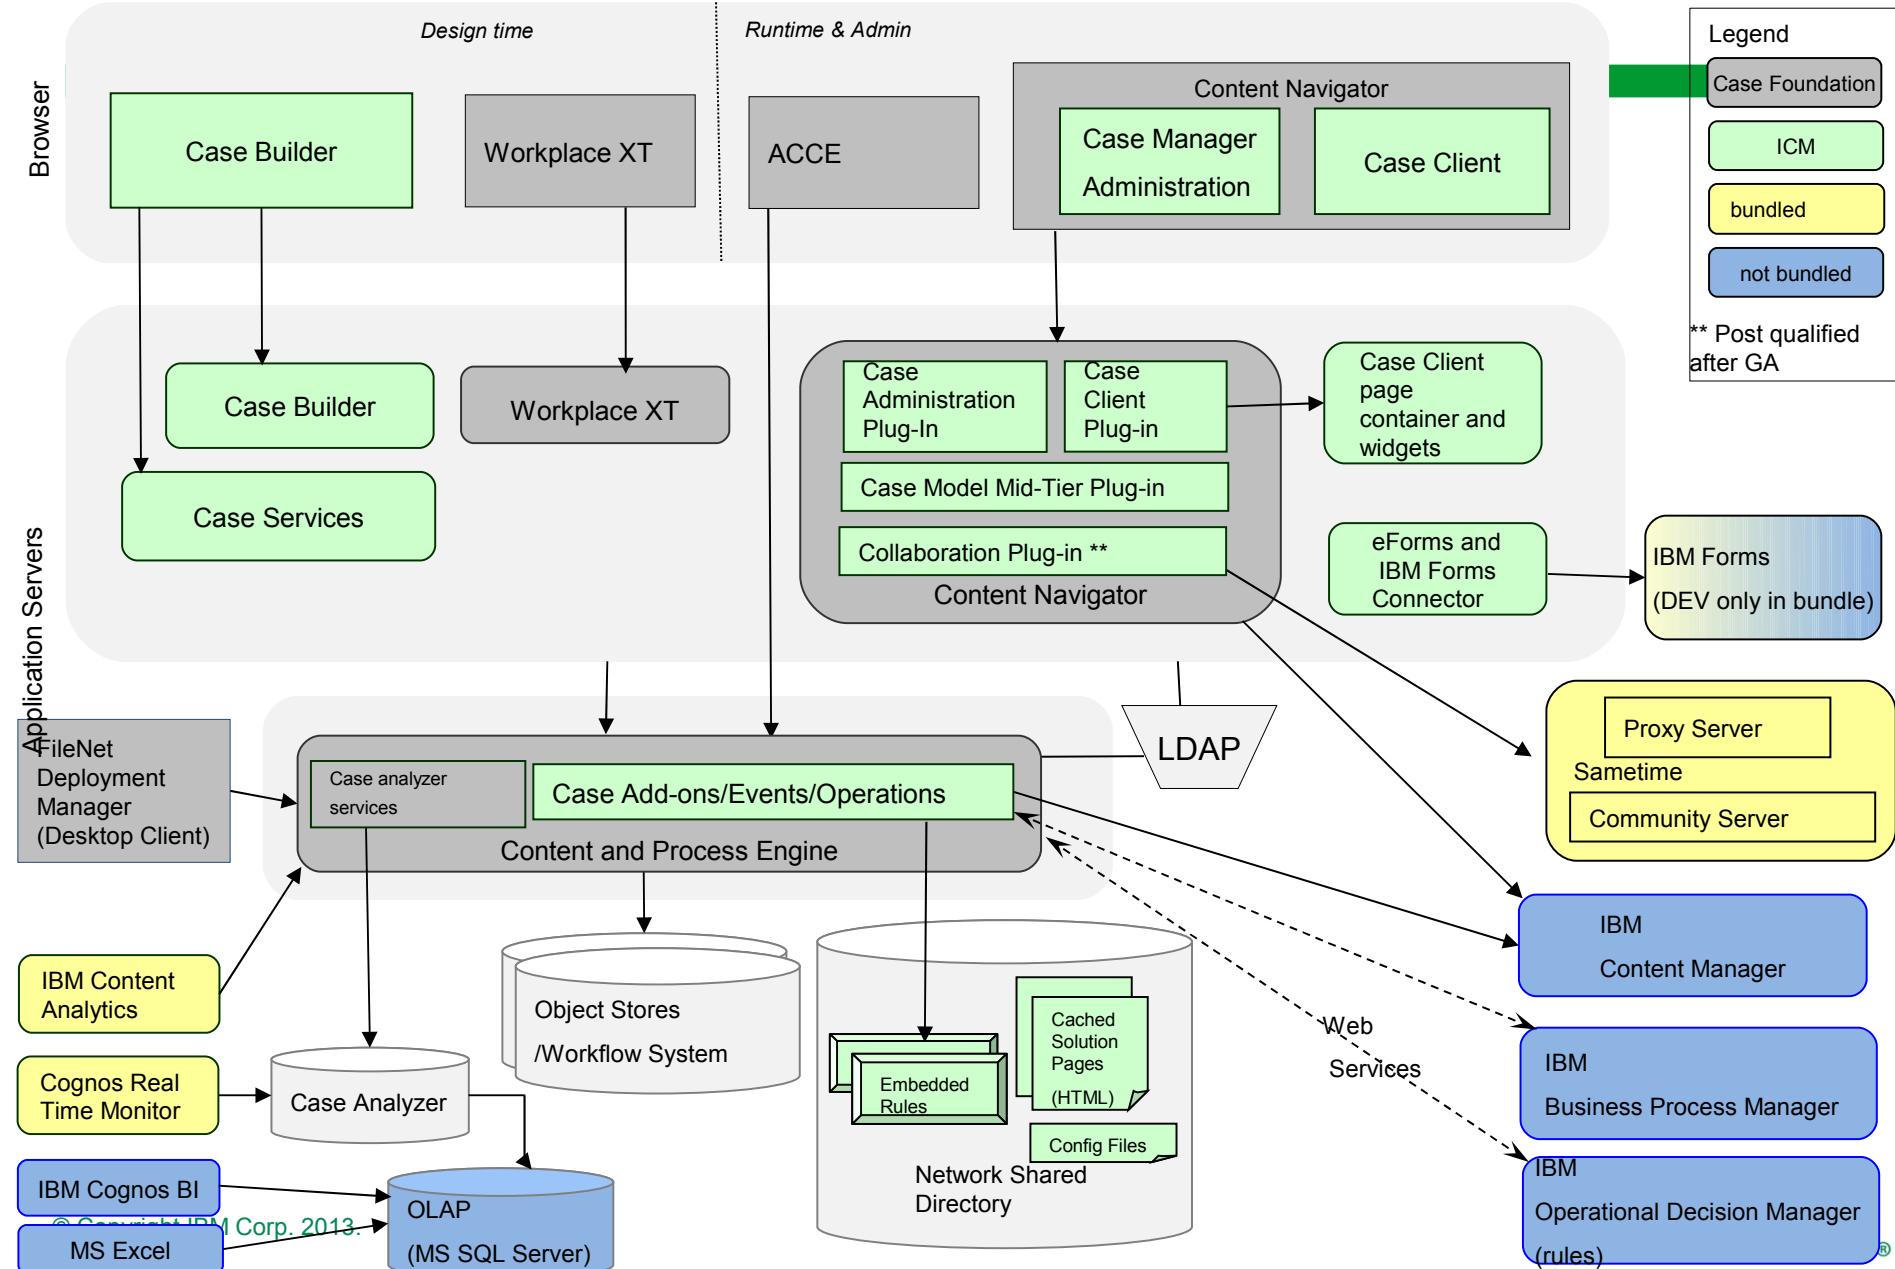 Design time
Runtime & Admin
Browser
Case Builder
Workplace XT
ACCE
Content Navigator
Case Manager
Administration
Case Client
Legend
Case Foundation
ICM
bundled
not bundled
** Post qualified
after GA
Application Servers
Case Builder
Case Services
Workplace XT
Case
Administration
Plug-In
Case
Client
Plug-in
Case Model Mid-Tier Plug-in
Collaboration Plug-in **
Content Navigator
Case Client
page
container and
widgets
eForms and
IBM Forms
Connector
IBM Forms
(DEV only in bundle)
FileNet
Deployment
Manager
(Desktop Client)
Case analyzer
services
Case Add-ons/Events/Operations
Content and Process Engine
LDAP
Proxy Server
Sametime
Community Server
IBM Content
Analytics
Cognos Real
Time Monitor
Case Analyzer
Object Stores
/Workflow System
Embedded
Rules
Cached
Solution
Pages
(HTML)
Config Files
Network Shared
Directory
Web
Services
IBM
Content Manager
IBM
Business Process Manager
IBM
Operational Decision Manager
(rules)
IBM Cognos BI
MS Excel
OLAP
(MS SQL Server)
© Copyright IBM Corp. 2013.
®